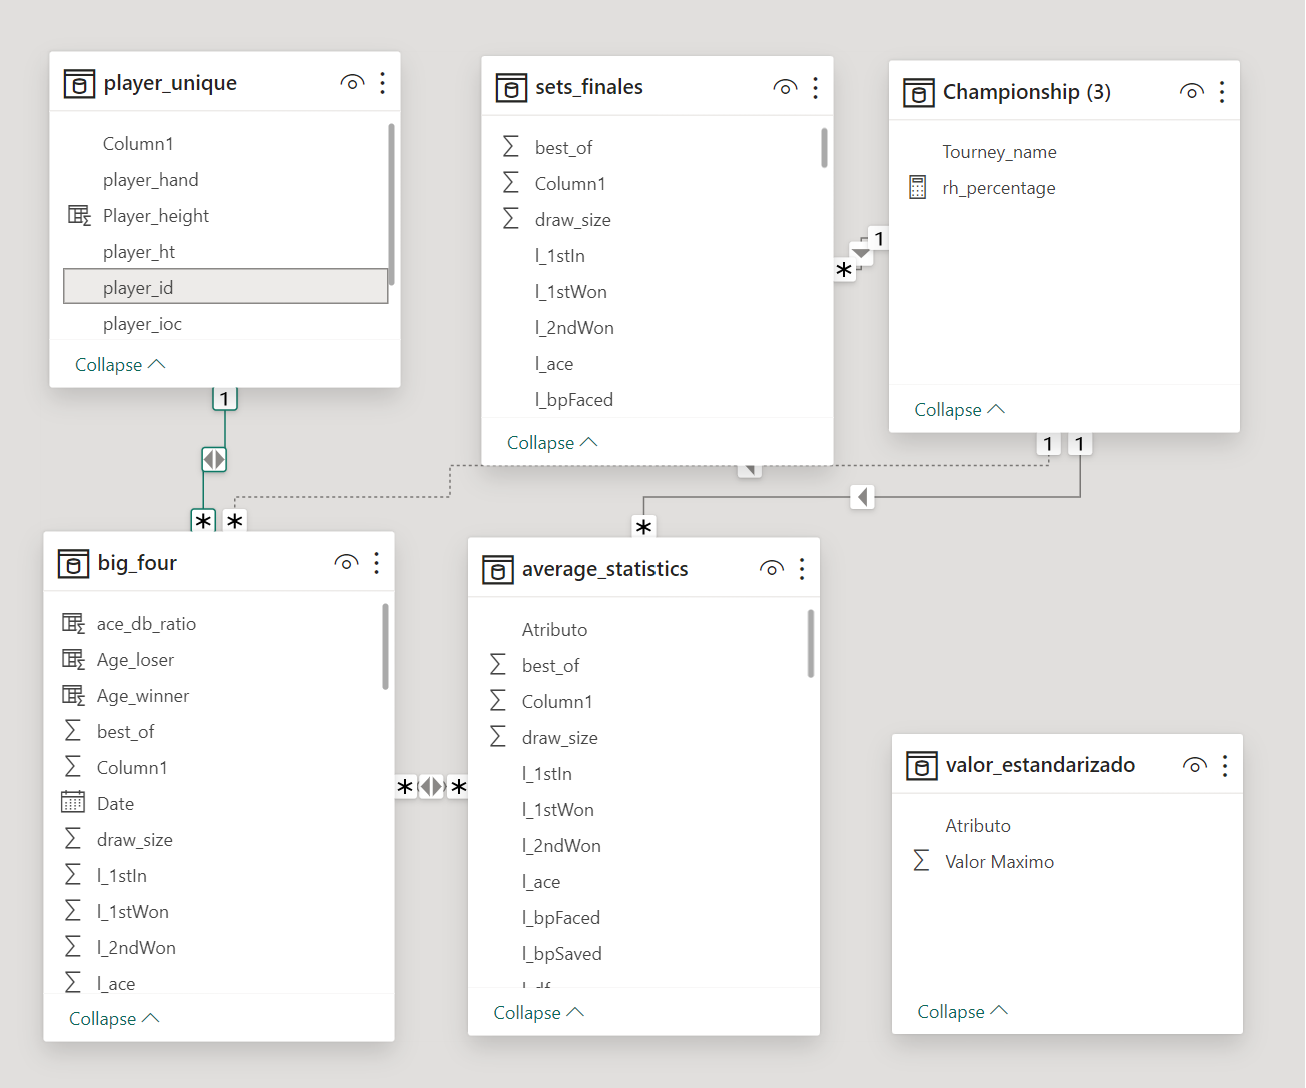 player_unique
Column1
player_hand
Player_height
player_ht
player_id
player_ioc
Collapse
sets_finales
best_of
Column1
draw_size
l_1stIn
l_1stWon
l_2ndWon
l_ace
l_bpFaced
Collapse
Championship (3)
Tourney_name
rh_percentage
Collapse
1
*
1
1
1
*
*
*
big_four
ace_db_ratio
Age_loser
Age_winner
best_of
Column1
Date
draw_size
l_1stIn
l_1stWon
l_2ndWon
l_ace
Collapse
*
*
average_statistics
Atributo
best_of
Column1
draw_size
l_1stIn
l_1stWon
l_2ndWon
l_ace
l_bpFaced
l_bpSaved
Collapse
valor_estandarizado
Atributo
Valor Maximo
Collapse